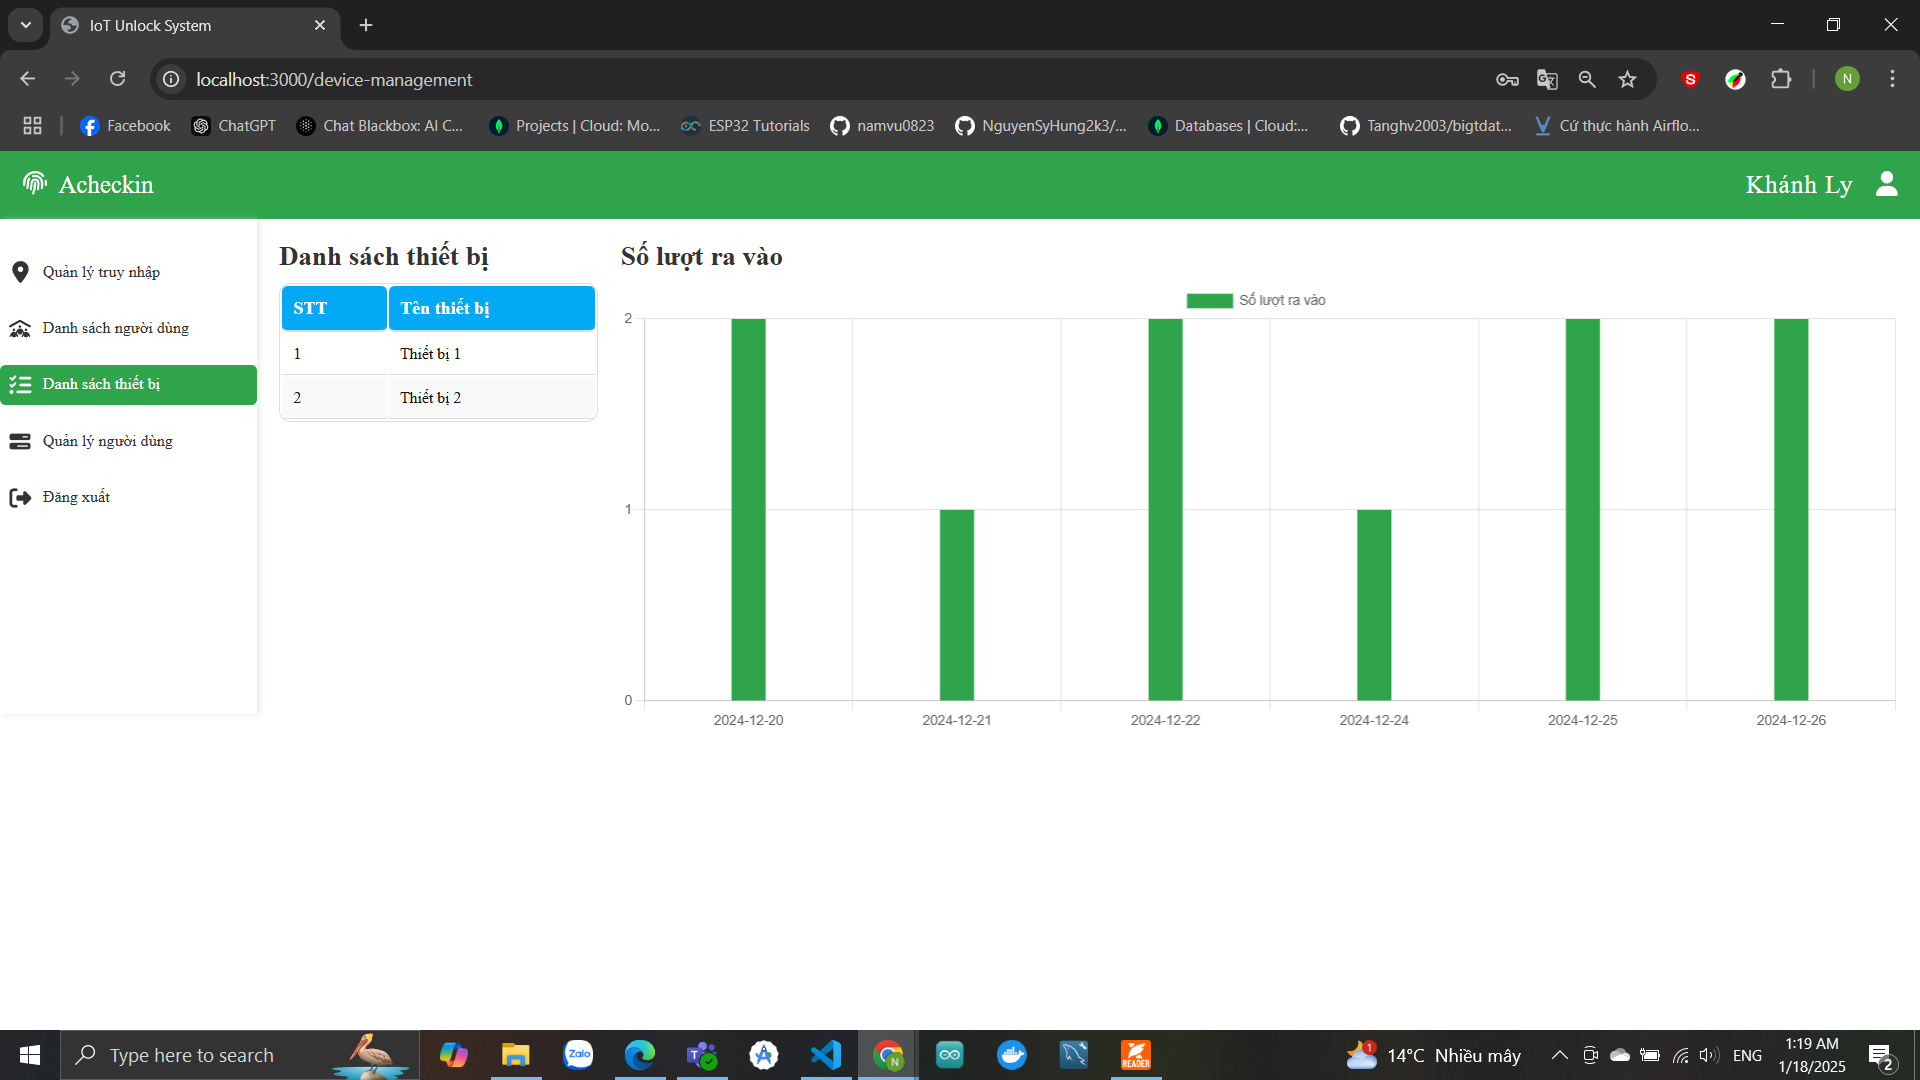 IoT Unlock System
localhost:3000/device-management
N
Facebook
ChatGPT
Chat Blackbox: AI C...
Projects | Cloud: Mo...
ESP32 Tutorials
namvu0823
NguyenSyHung2k3/...
Databases | Cloud:...
Tanghv2003/bigtdat...
Cứ thực hành Airflo...
Acheckin
Khánh Ly
Quản lý truy nhập
Danh sách người dùng
Danh sách thiết bị
Quản lý người dùng
Đăng xuất
Danh sách thiết bị
STT Tên thiết bị
1 Thiết bị 1
2 Thiết bị 2
Số lượt ra vào
Số lượt ra vào
2
1
0
2024-12-20 2024-12-21 2024-12-22 2024-12-24 2024-12-25 2024-12-26
Type here to search
Zalo
READER
1
14°C Nhiều mây
ENG
1:19 AM
1/18/2025
2